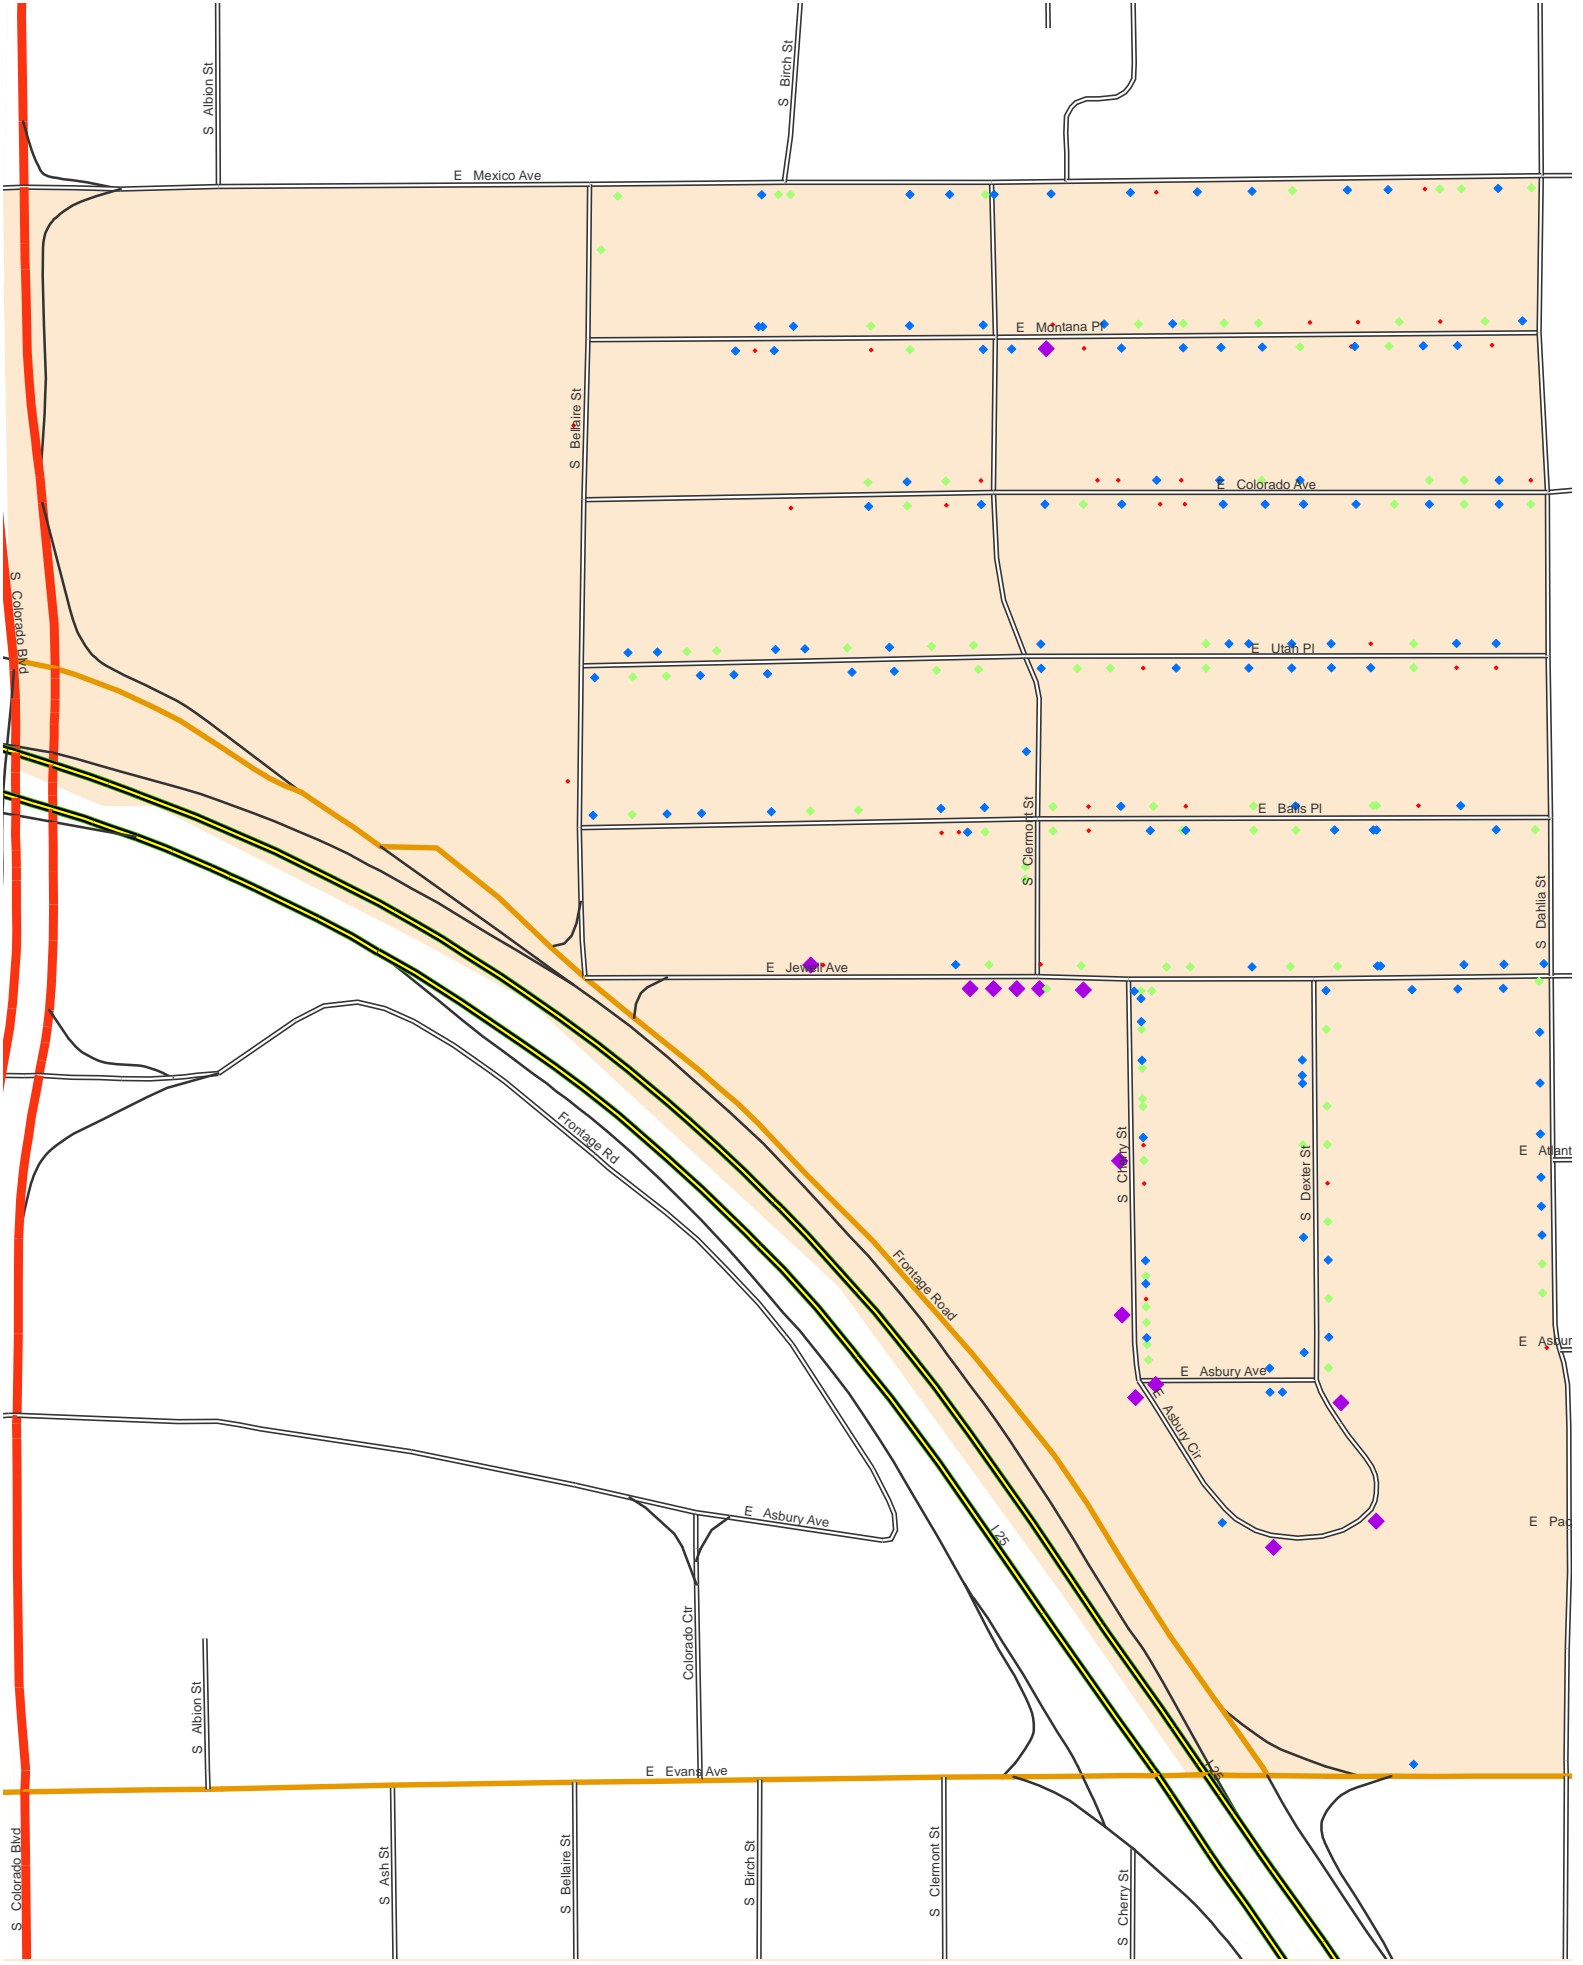 S Albion St
S Birch St
E Mexico Ave
E Montana Pl
S Bellaire St
E Colorado Ave
S Colorado Blvd
E Utah Pl
E Bails Pl
S Clermont St
S Dahlia St
E Jewell Ave
Frontage Rd
S Cherry St
S Dexter St
E Atlant
Frontage Road
E Asbur
E Asbury Ave
E Asbury Cir
E Asbury Ave
I 25
E Pac
Colorado Ctr
S Albion St
E Evans Ave
I 25
S Colorado Blvd
S Ash St
S Bellaire St
S Birch St
S Clermont St
S Cherry St